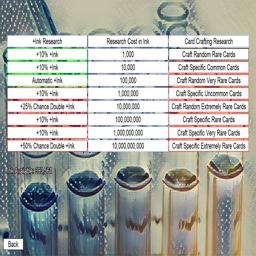 +Ink Research Research Cost in Ink Card Crafting Research
+10% +Ink 1,000 Craft Random Rare Cards
+10% +Ink 10,000 Craft Specific Common Cards
Automatic +Ink 100,000 Craft Random Very Rare Cards
+10% +Ink 1,000,000 Craft Specific Uncommon Cards
+25% Chance Double +Ink 10,000,000 Craft Random Extremely Rare Cards
+10% +Ink 100,000,000 Craft Specific Rare Cards
+10% +Ink 1,000,000,000 Craft Specific Very Rare Cards
+50% Chance Double +Ink 10,000,000,000 Craft Specific Extremely Rare Cards
Back